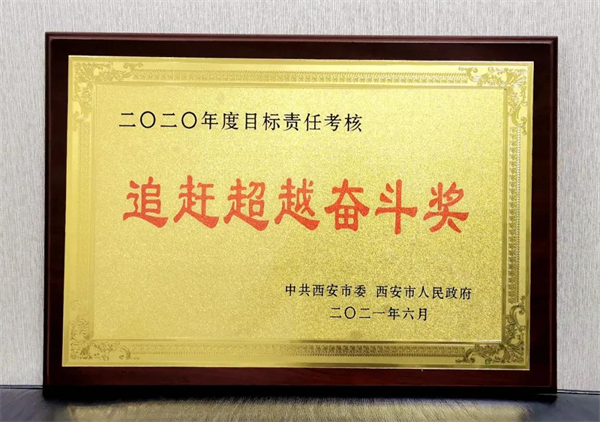 二〇二〇年度目标责任考核
追赶超越奋斗奖
中共西安市委 西安市人民政府
二〇二一年六月